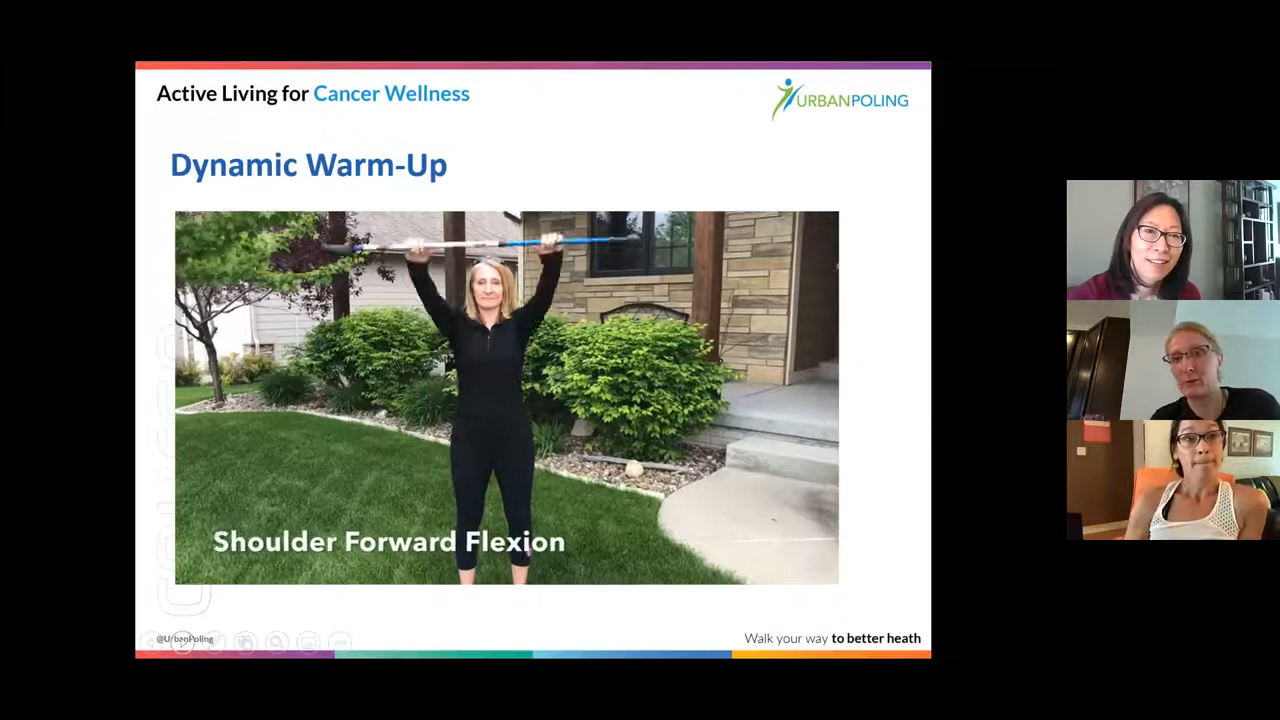 Active Living for Cancer Wellness
URBANPOLING
Dynamic Warm-Up
Shoulder Forward Flexion
@UrbanPoling
Walk your way to better heath